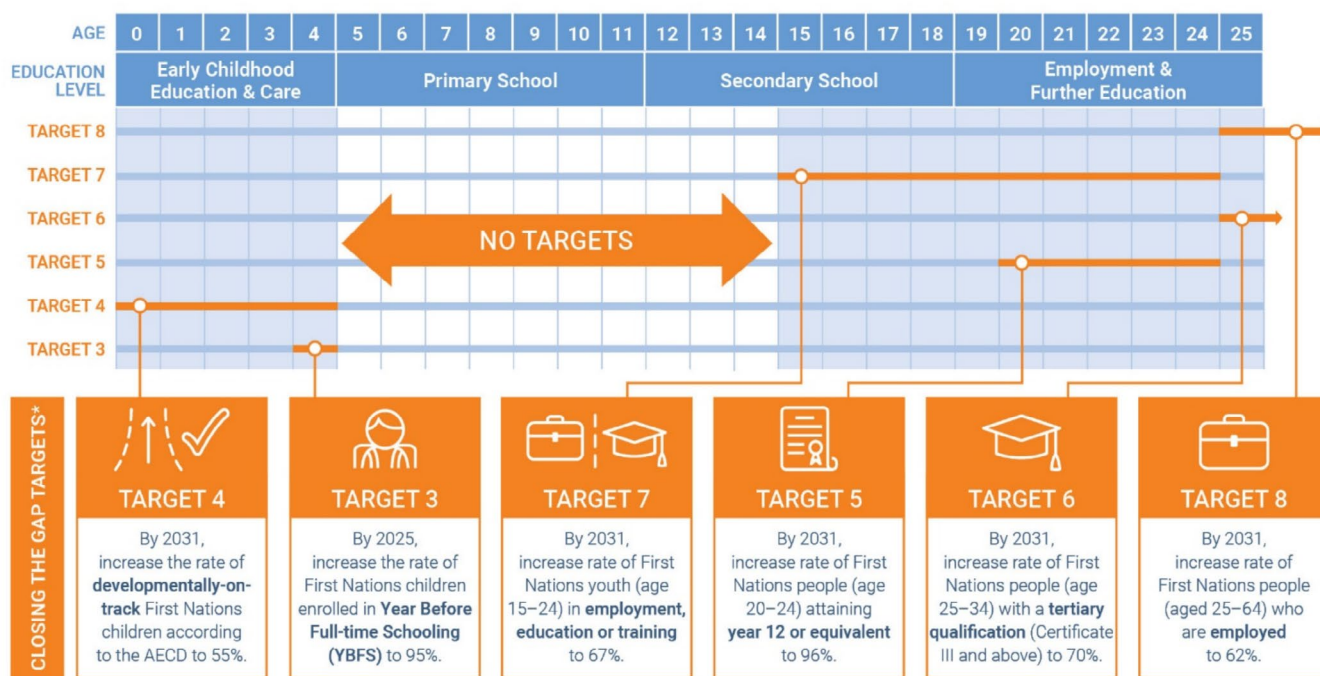 AGE 0 1 2 3 4 5 6 7 8 9 10 11 12 13 14 15 16 17 18 19 20 21 22 23 24 25
EDUCATION
LEVEL
Early Childhood
Education & Care
Primary School
Secondary School
Employment &
Further Education
TARGET 8
TARGET 7
TARGET 6
TARGET 5
TARGET 4
TARGET 3
NO TARGETS
CLOSING THE GAP TARGETS*
TARGET 4
By 2031,
increase the rate of
developmentally-on-
track First Nations
children according
to the AECD to 55%.
TARGET 3
By 2025,
increase the rate of
First Nations children
enrolled in Year Before
Full-time Schooling
(YBFS) to 95%.
TARGET 7
By 2031,
increase rate of First
Nations youth (age
15–24) in employment,
education or training
to 67%.
TARGET 5
By 2031,
increase rate of First
Nations people (age
20–24) attaining
year 12 or equivalent
to 96%.
TARGET 6
By 2031,
increase rate of First
Nations people (age
25–34) with a tertiary
qualification (Certificate
III and above) to 70%.
TARGET 8
By 2031,
increase rate of
First Nations people
(aged 25–64) who
are employed
to 62%.